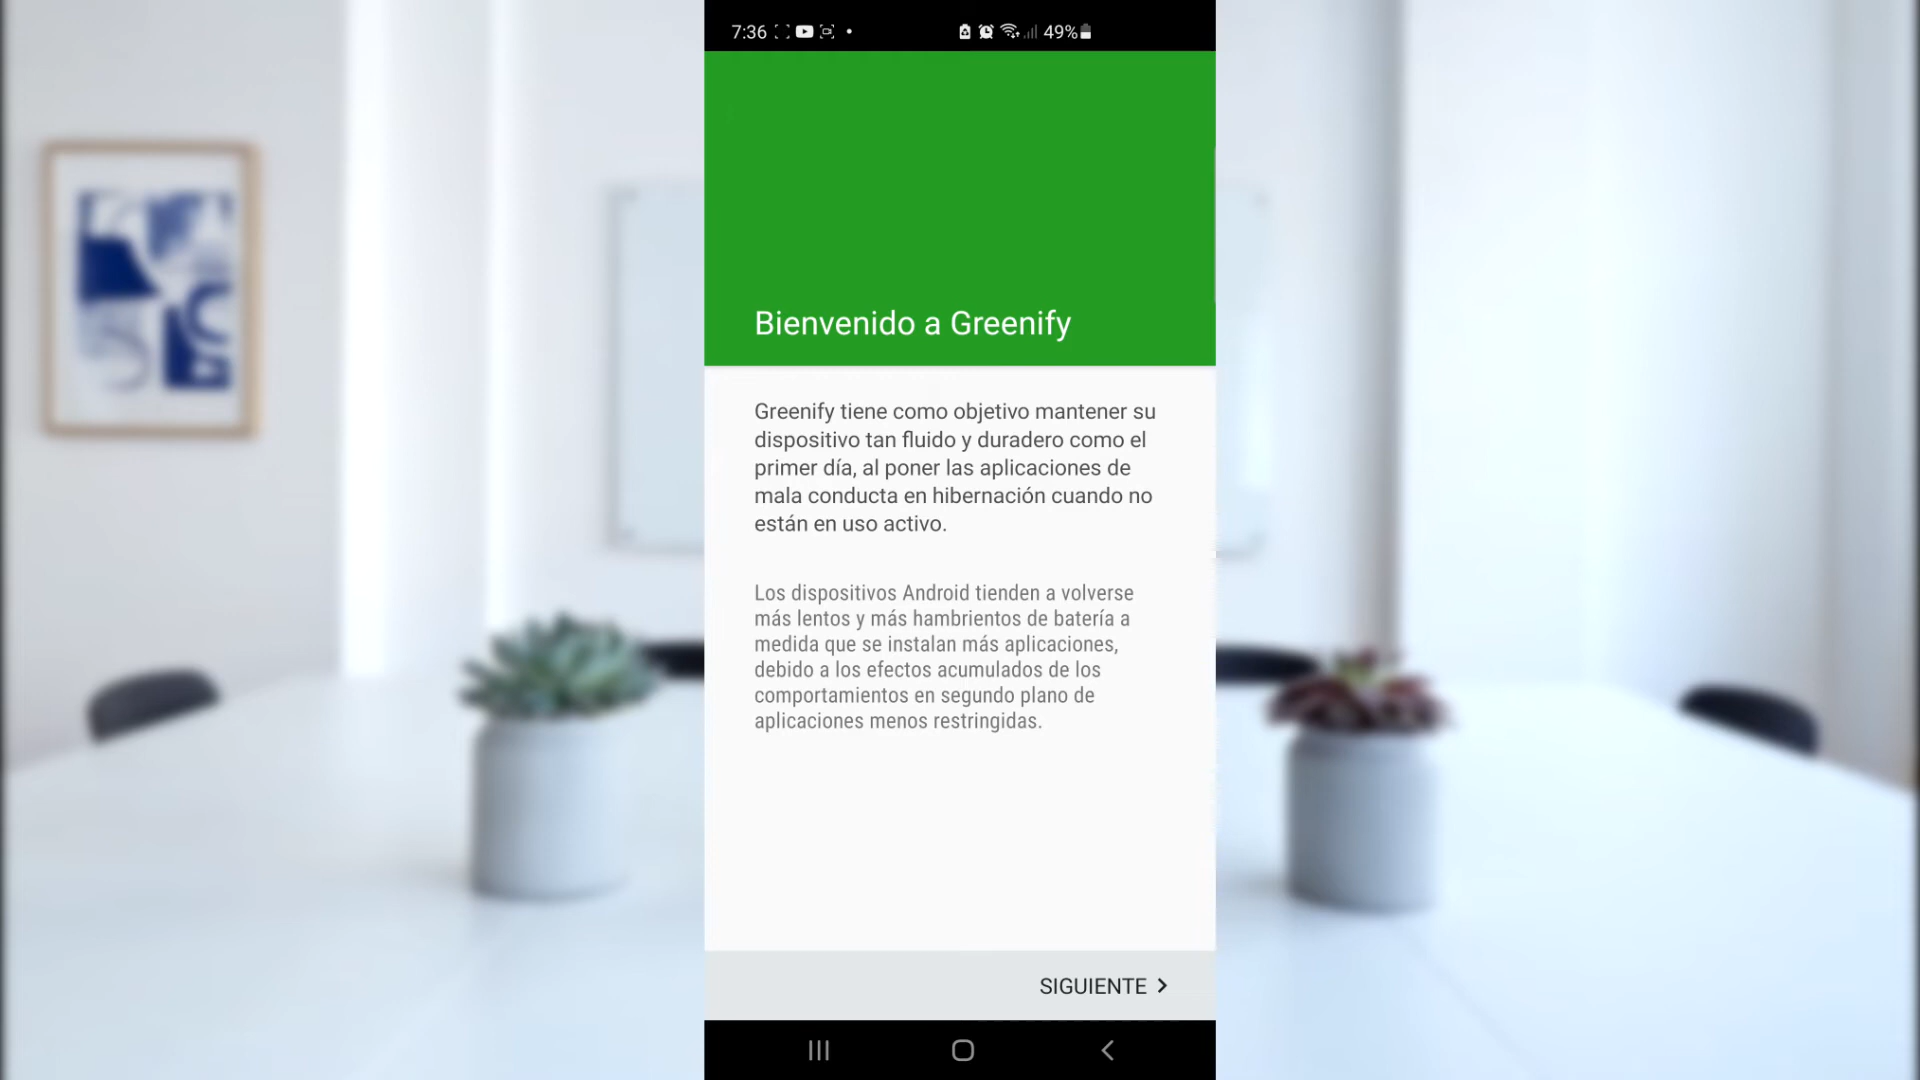 7:36
49%
Bienvenido a Greenify
Greenify tiene como objetivo mantener su
dispositivo tan fluido y duradero como el
primer día, al poner las aplicaciones de
mala conducta en hibernación cuando no
están en uso activo.
Los dispositivos Android tienden a volverse
más lentos y más hambrientos de batería a
medida que se instalan más aplicaciones,
debido a los efectos acumulados de los
comportamientos en segundo plano de
aplicaciones menos restringidas.
SIGUIENTE